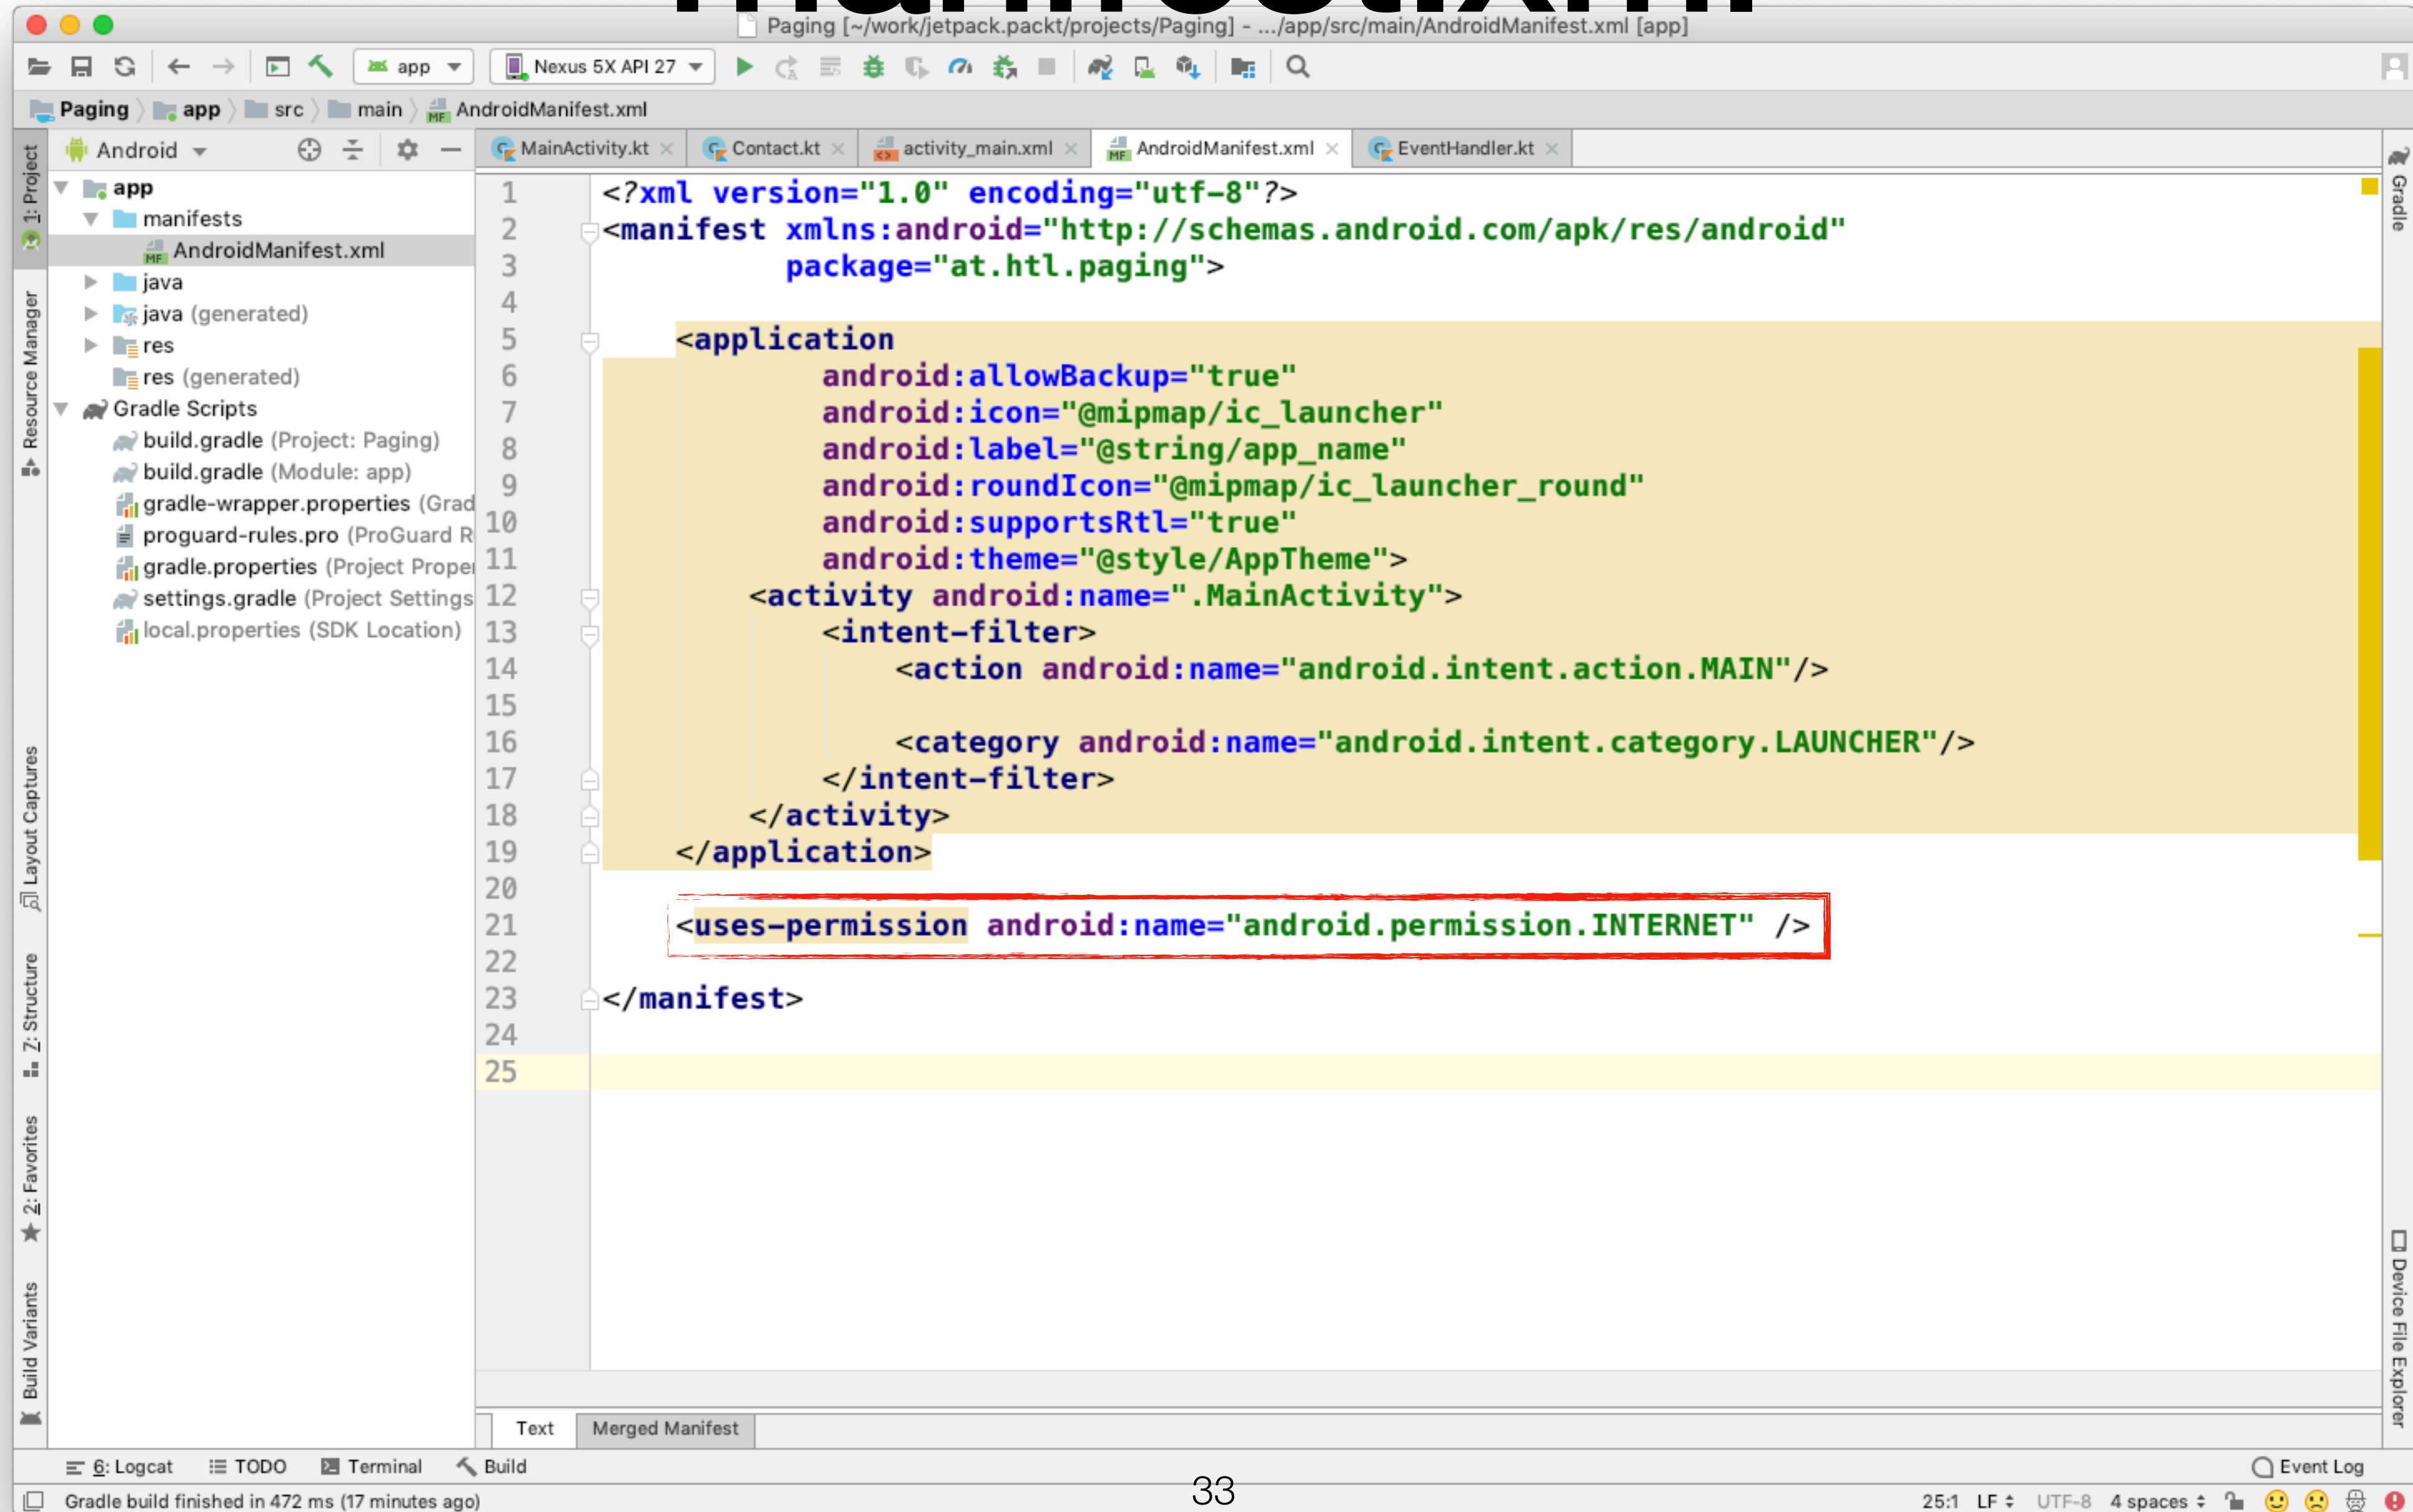 Paging [~/work/jetpack.packt/projects/Paging] - .../app/src/main/AndroidManifest.xml [app]
app
Nexus 5X API 27
Paging app src main AndroidManifest.xml
1: Project
Resource Manager
Layout Captures
7: Structure
2: Favorites
Build Variants
Android
app
manifests
AndroidManifest.xml
java
java (generated)
res
res (generated)
Gradle Scripts
build.gradle (Project: Paging)
build.gradle (Module: app)
gradle-wrapper.properties (Grad
proguard-rules.pro (ProGuard R
gradle.properties (Project Proper
settings.gradle (Project Settings
local.properties (SDK Location)
MainActivity.kt Contact.kt activity_main.xml AndroidManifest.xml EventHandler.kt
1 <?xml version="1.0" encoding="utf-8"?>
2 <manifest xmlns:android="http://schemas.android.com/apk/res/android"
3 package="at.htl.paging">
4
5 <application
6 android:allowBackup="true"
7 android:icon="@mipmap/ic_launcher"
8 android:label="@string/app_name"
9 android:roundIcon="@mipmap/ic_launcher_round"
10 android:supportsRtl="true"
11 android:theme="@style/AppTheme">
12 <activity android:name=".MainActivity">
13 <intent-filter>
14 <action android:name="android.intent.action.MAIN"/>
15
16 <category android:name="android.intent.category.LAUNCHER"/>
17 </intent-filter>
18 </activity>
19 </application>
20
21 <uses-permission android:name="android.permission.INTERNET" />
22
23 </manifest>
24
25
Gradle
Device File Explorer
Text Merged Manifest
6: Logcat TODO Terminal Build Event Log
Gradle build finished in 472 ms (17 minutes ago) 25:1 LF UTF-8 4 spaces
33